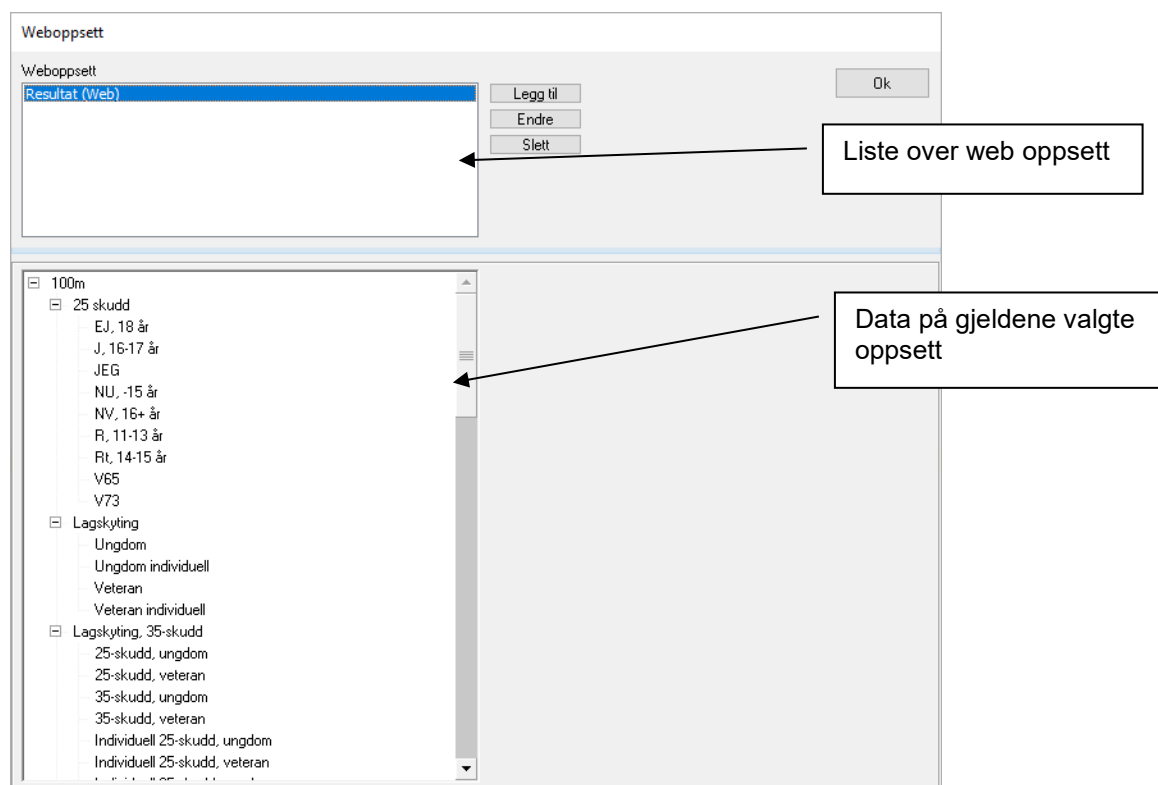 Weboppsett
Weboppsett
Resultat (Web)
Legg til
Endre
Slett
Ok
Liste over web oppsett
100m
25 skudd
EJ, 18 år
J, 16-17 år
JEG
NU, -15 år
NV, 16+ år
R, 11-13 år
Rt, 14-15 år
V65
V73
Lagskyting
Ungdom
Ungdom individuell
Veteran
Veteran individuell
Lagskyting, 35-skudd
25-skudd, ungdom
25-skudd, veteran
35-skudd, ungdom
35-skudd, veteran
Individuell 25-skudd, ungdom
Individuell 25-skudd, veteran
Data på gjeldene valgte
oppsett